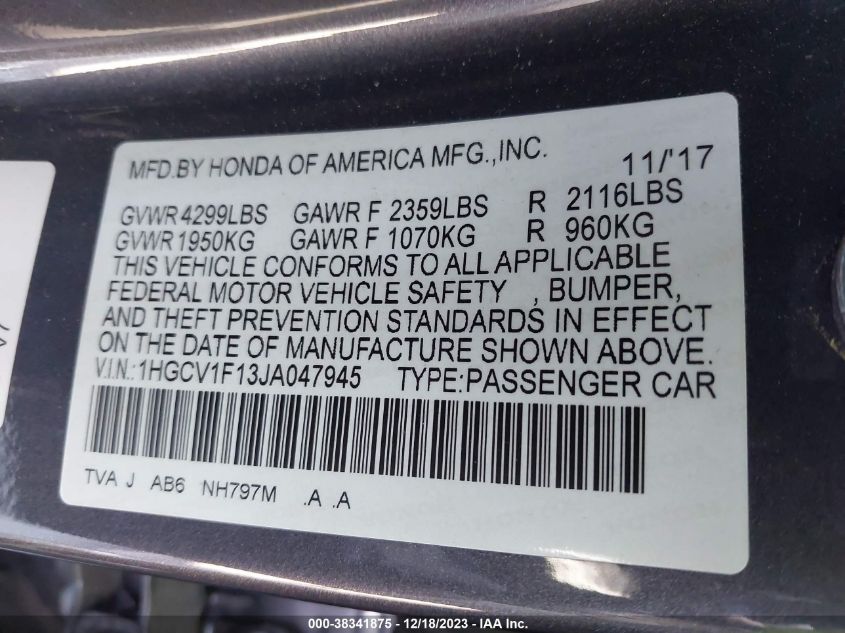 MFD.BY HONDA OF AMERICA MFG.,INC. 11/'17
GVWR 4299LBS GAWR F 2359LBS R 2116LBS
GVWR 1950KG GAWR F 1070KG R 960KG
THIS VEHICLE CONFORMS TO ALL APPLICABLE
FEDERAL MOTOR VEHICLE SAFETY , BUMPER,
AND THEFT PREVENTION STANDARDS IN EFFECT
ON THE DATE OF MANUFACTURE SHOWN ABOVE.
V.I.N.:1HGCV1F13JA047945 TYPE:PASSENGER CAR
TVA J AB6 NH797M .A .A
000-38341875 - 12/18/2023 - IAAI.com